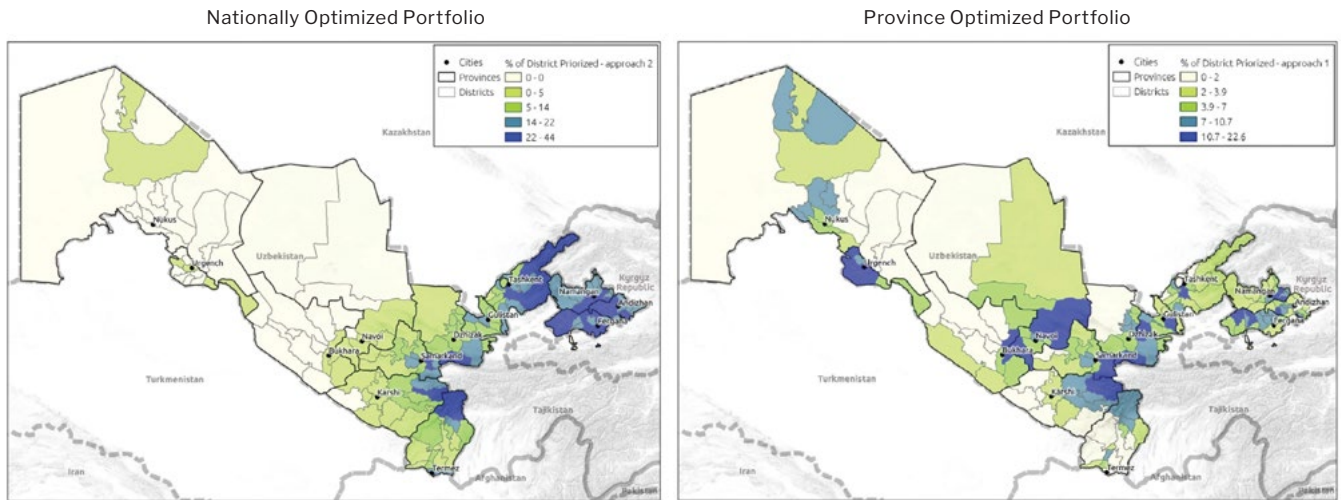 Nationally Optimized Portfolio
Cities % of District Priorized - approach 2
Provinces 0 - 0
Districts 0 - 5
5 - 14
14 - 22
22 - 44
Kazakhstan
Nukus
Urgench
Uzbekistan
Tashkent
Kyrgyz
Republic
Namangan
Andizhan
Gulistan
Fergana
Navoi
Dzhizak
Bukhara
Samarkand
Turkmenistan
Karshi
Tajikistan
Termez
Iran
Afghanistan
Pakistan
Province Optimized Portfolio
Cities % of District Priorized - approach 1
Provinces 0 - 2
Districts 2 - 3.9
3.9 - 7
7 - 10.7
10.7 - 22.6
Kazakhstan
Nukus
Urgench
Uzbekistan
Tashkent
Kyrgyz
Republic
Namangan
Andizhan
Gulistan
Fergana
Navoi
Dzhizak
Bukhara
Samarkand
Turkmenistan
Karshi
Tajikistan
Termez
Iran
Afghanistan
Pakistan